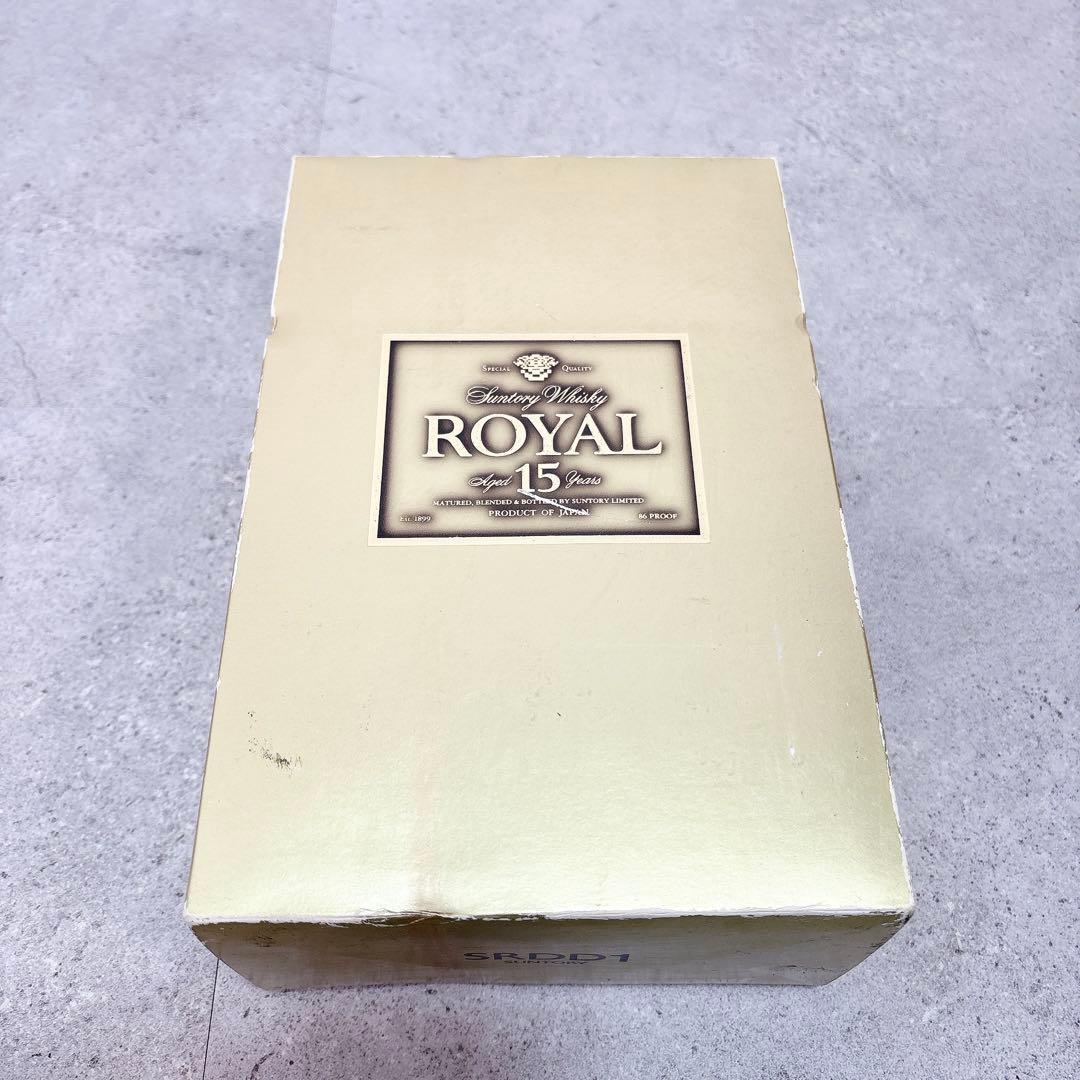 SPECIAL QUALITY
Suntory Whisky
ROYAL
Aged 15 Years
MATURED, BLENDED & BOTTLED BY SUNTORY LIMITED
PRODUCT OF JAPAN
Est. 1899 86 PROOF
SRDD1
SUNTORY